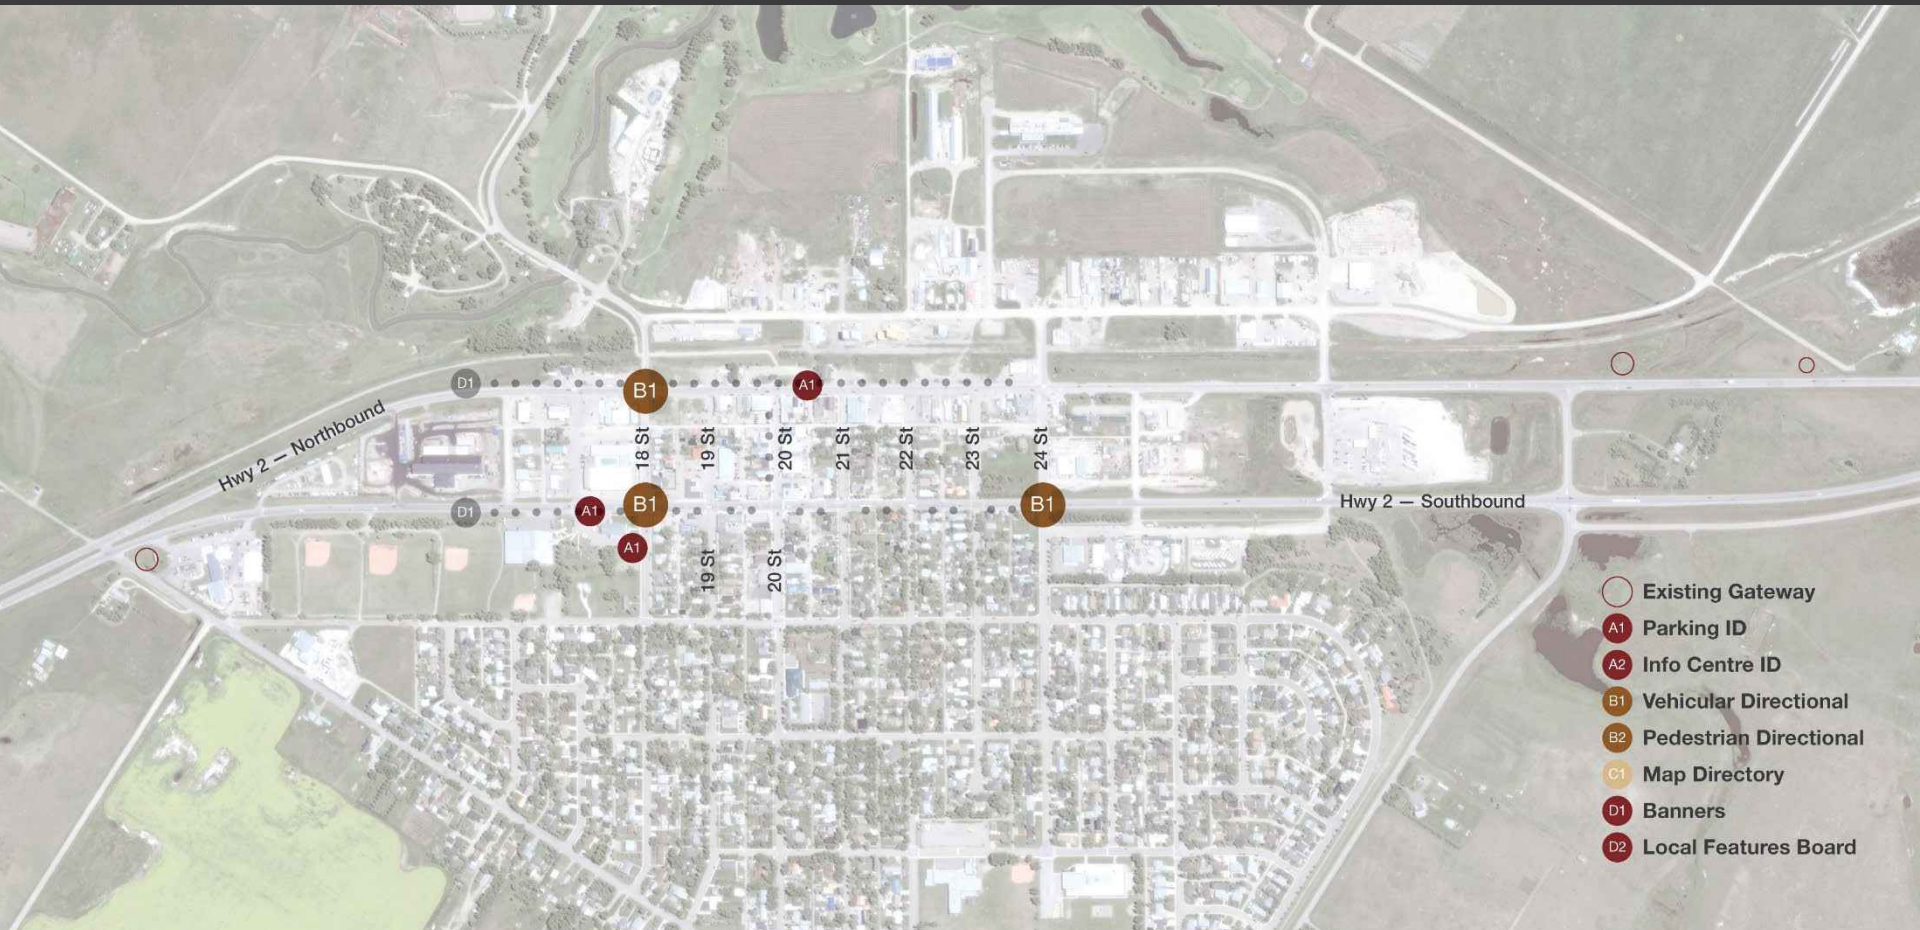 D1
B1
A1
Hwy 2 — Northbound
18 St
19 St
20 St
21 St
22 St
23 St
24 St
D1
A1
B1
B1
Hwy 2 — Southbound
A1
19 St
20 St
Existing Gateway
A1 Parking ID
A2 Info Centre ID
B1 Vehicular Directional
B2 Pedestrian Directional
C1 Map Directory
D1 Banners
D2 Local Features Board